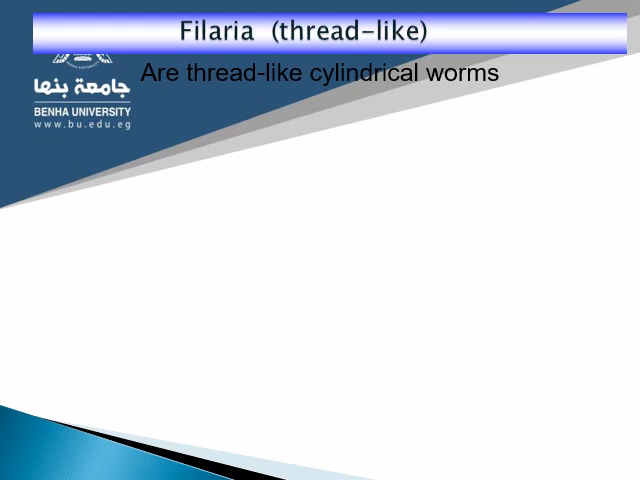 Filaria (thread-like)
Are thread-like cylindrical worms
جامعة بنها
BENHA UNIVERSITY
www.bu.edu.eg